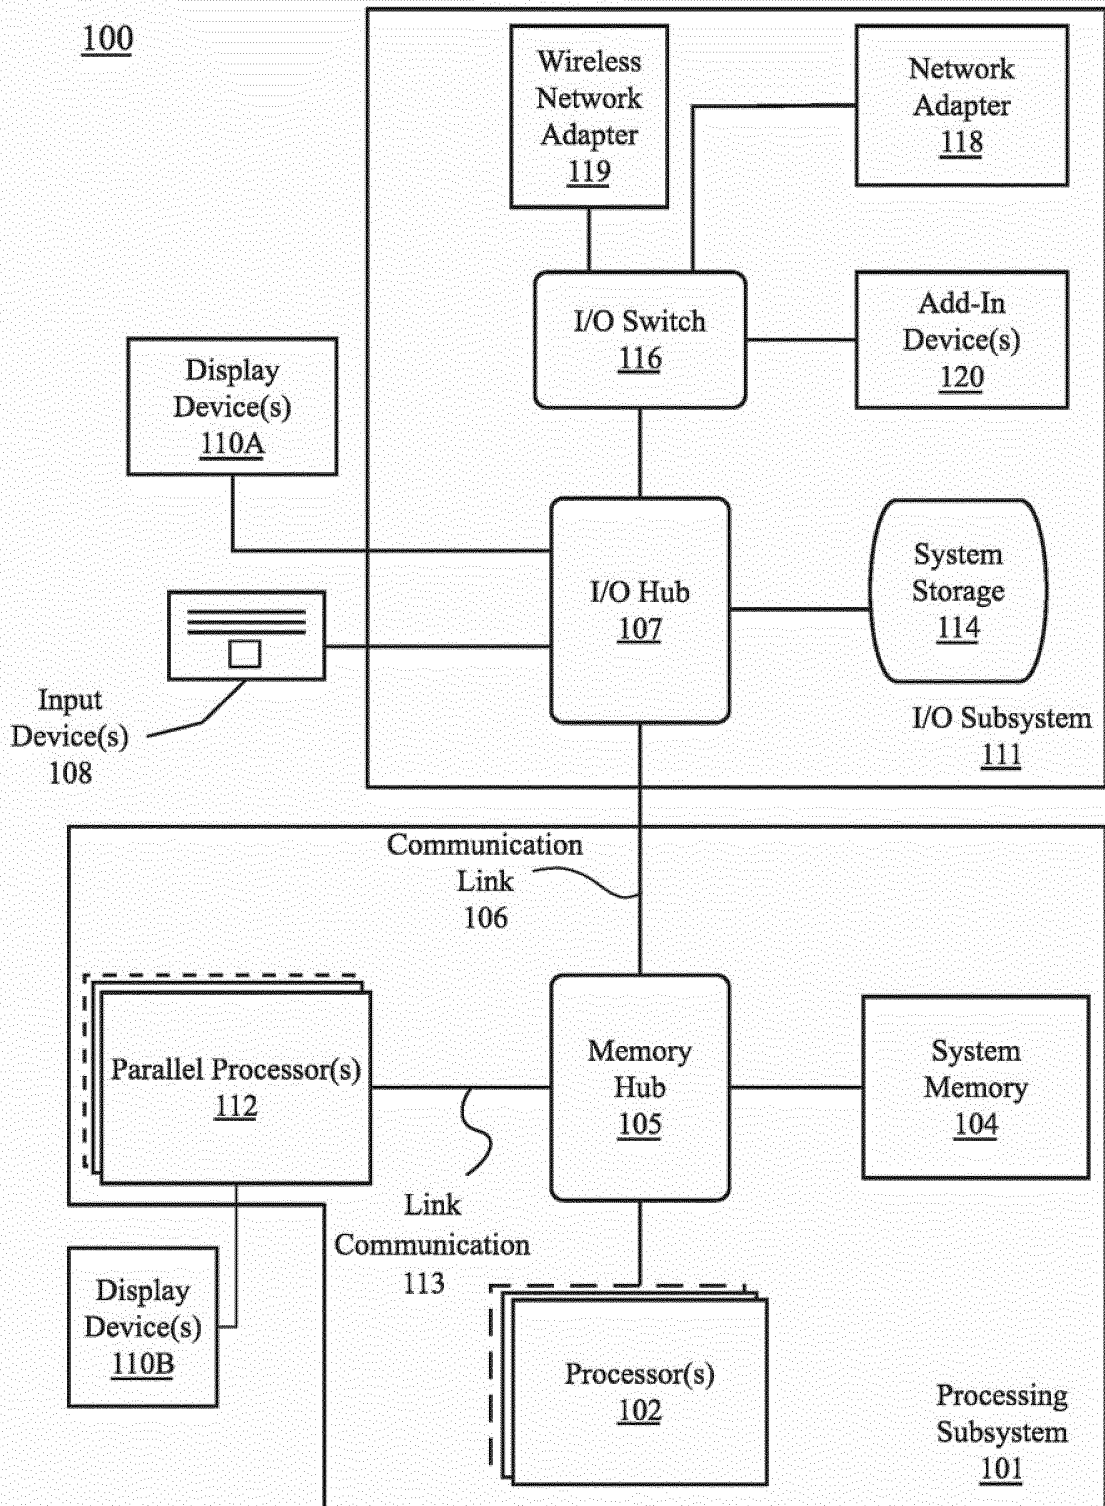 100
Wireless
Network
Adapter
119
Network
Adapter
118
I/O Switch
116
Add-In
Device(s)
120
Display
Device(s)
110A
I/O Hub
107
System
Storage
114
Input
Device(s)
108
I/O Subsystem
111
Communication
Link
106
Parallel Processor(s)
112
Memory
Hub
105
System
Memory
104
Link
Communication
113
Display
Device(s)
110B
Processor(s)
102
Processing
Subsystem
101